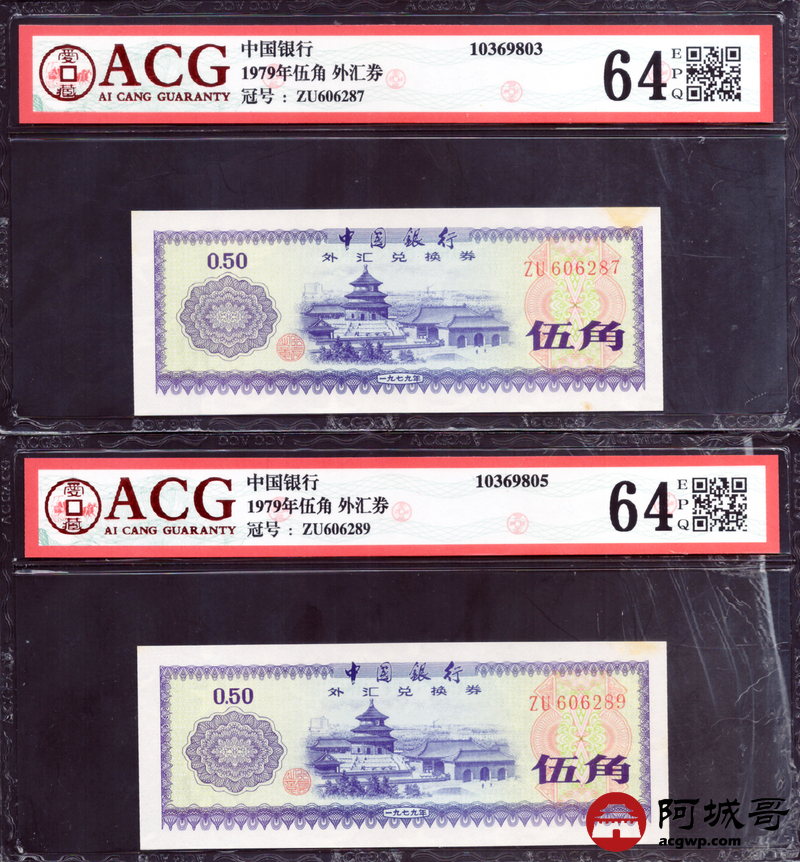 ACG
AI CANG GUARANTY
中国银行
1979年伍角 外汇券
冠号：ZU606287
10369803
64
E
P
Q
中國銀行
外汇兑换券
0.50
ZU606287
伍角
一九七九年
ACG
AI CANG GUARANTY
中国银行
1979年伍角 外汇券
冠号：ZU606289
10369805
64
E
P
Q
中國銀行
外汇兑换券
0.50
ZU606289
伍角
一九七九年
阿城哥
acgwp.com